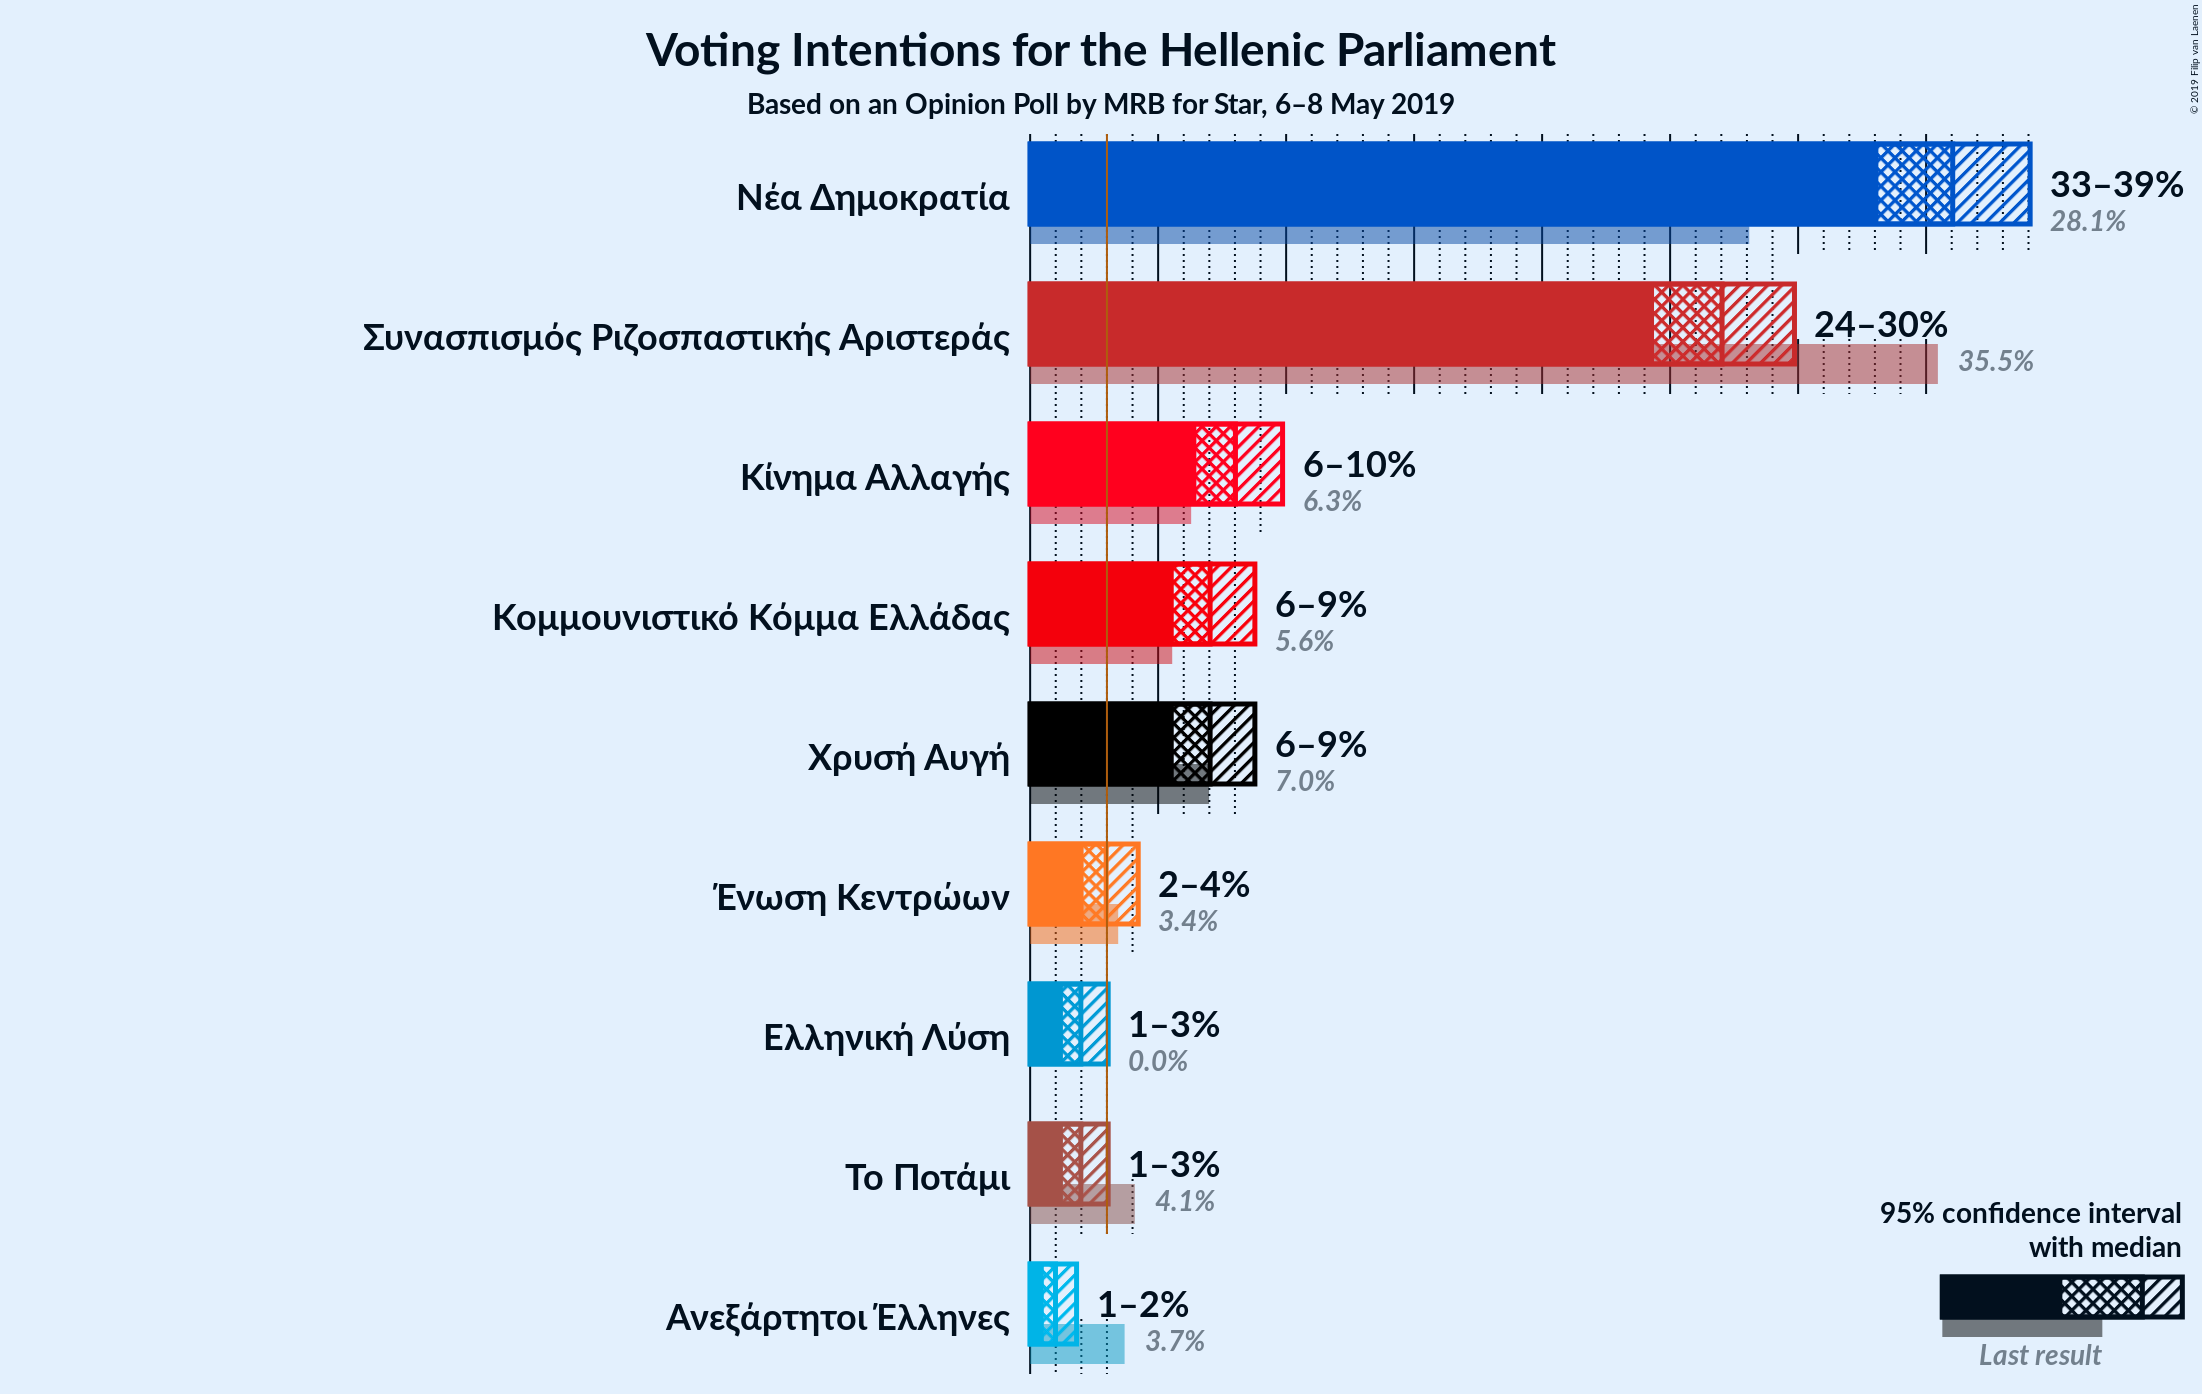 Voting Intentions for the Hellenic Parliament
Based on an Opinion Poll by MRB for Star, 6–8 May 2019
© 2019 Filip van Laenen
Νέα Δημοκρατία
33–39%
28.1%
Συνασπισμός Ριζοσπαστικής Αριστεράς
24–30%
35.5%
Κίνημα Αλλαγής
6–10%
6.3%
Κομμουνιστικό Κόμμα Ελλάδας
6–9%
5.6%
Χρυσή Αυγή
6–9%
7.0%
Ένωση Κεντρώων
2–4%
3.4%
Ελληνική Λύση
1–3%
0.0%
Το Ποτάμι
1–3%
4.1%
Ανεξάρτητοι Έλληνες
1–2%
3.7%
95% confidence interval
with median
Last result